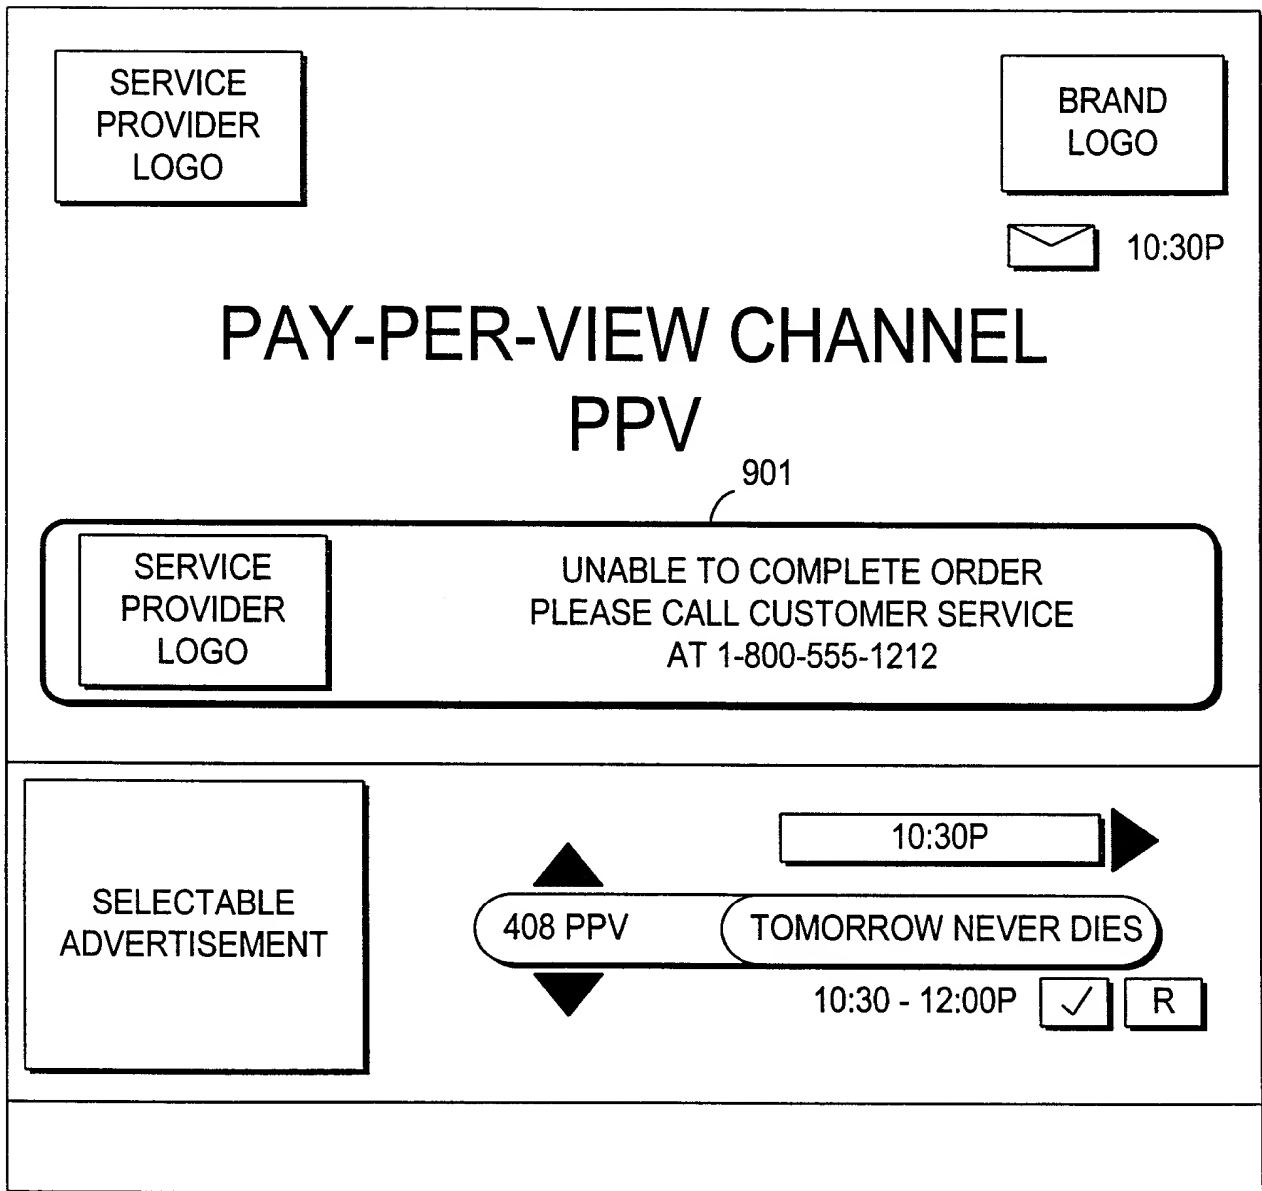 SERVICE
PROVIDER
LOGO
BRAND
LOGO
10:30P
PAY-PER-VIEW CHANNEL
PPV
901
SERVICE
PROVIDER
LOGO
UNABLE TO COMPLETE ORDER
PLEASE CALL CUSTOMER SERVICE
AT 1-800-555-1212
SELECTABLE
ADVERTISEMENT
10:30P
408 PPV
TOMORROW NEVER DIES
10:30 - 12:00P
R